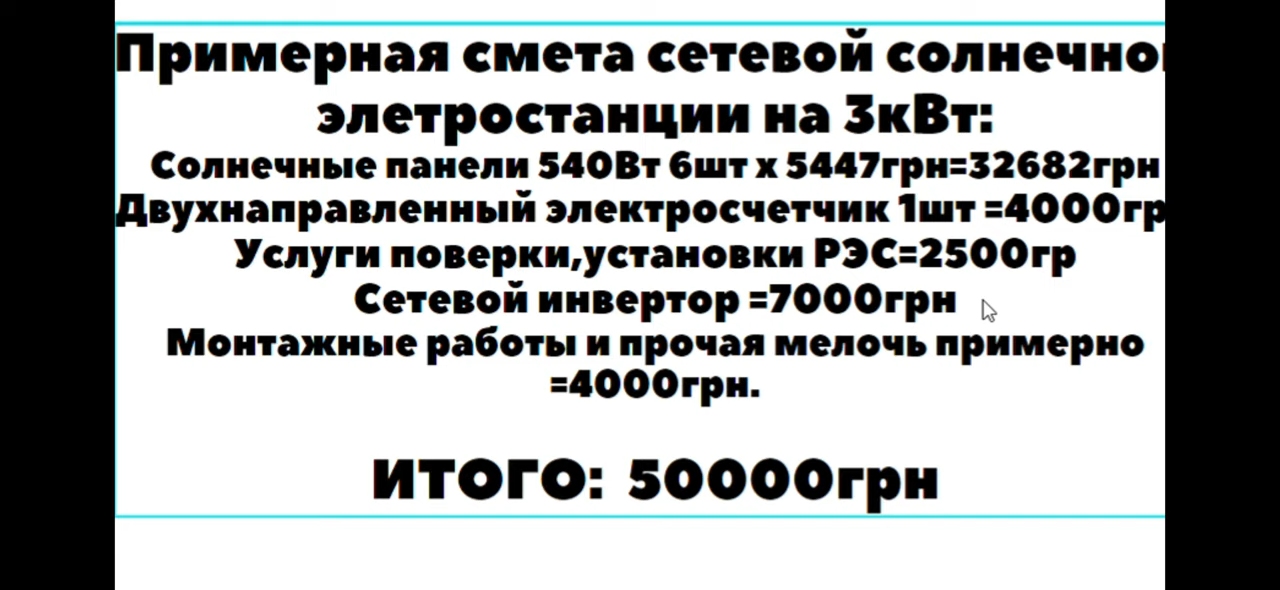 Примерная смета сетевой солнечно
элетростанции на 3кВт:
Солнечные панели 540Вт 6шт х 5447грн=32682грн
Двухнаправленный электросчетчик 1шт =4000гр
Услуги поверки,установки РЭС=2500гр
Сетевой инвертор =7000грн
Монтажные работы и прочая мелочь примерно
=4000грн.
ИТОГО: 50000грн